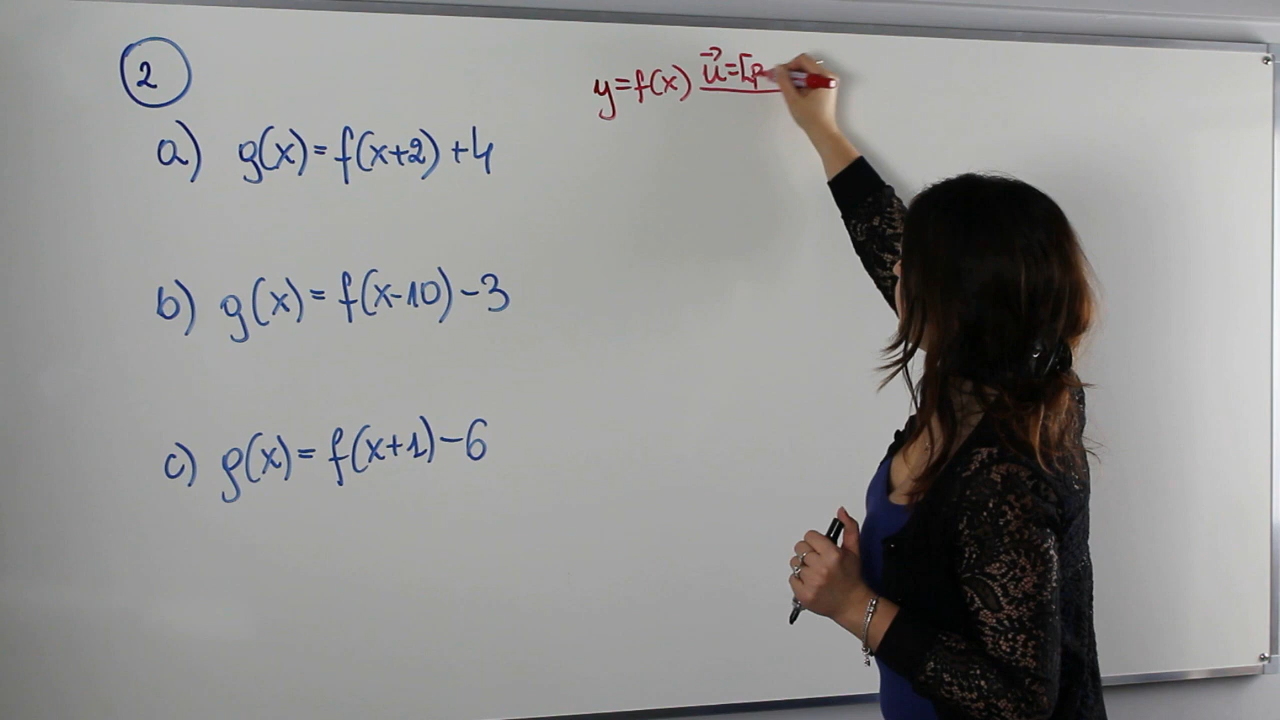 2
y=f(x) u⃗=[p
a) g(x)=f(x+2)+4
b) g(x)=f(x-10)-3
c) g(x)=f(x+1)-6